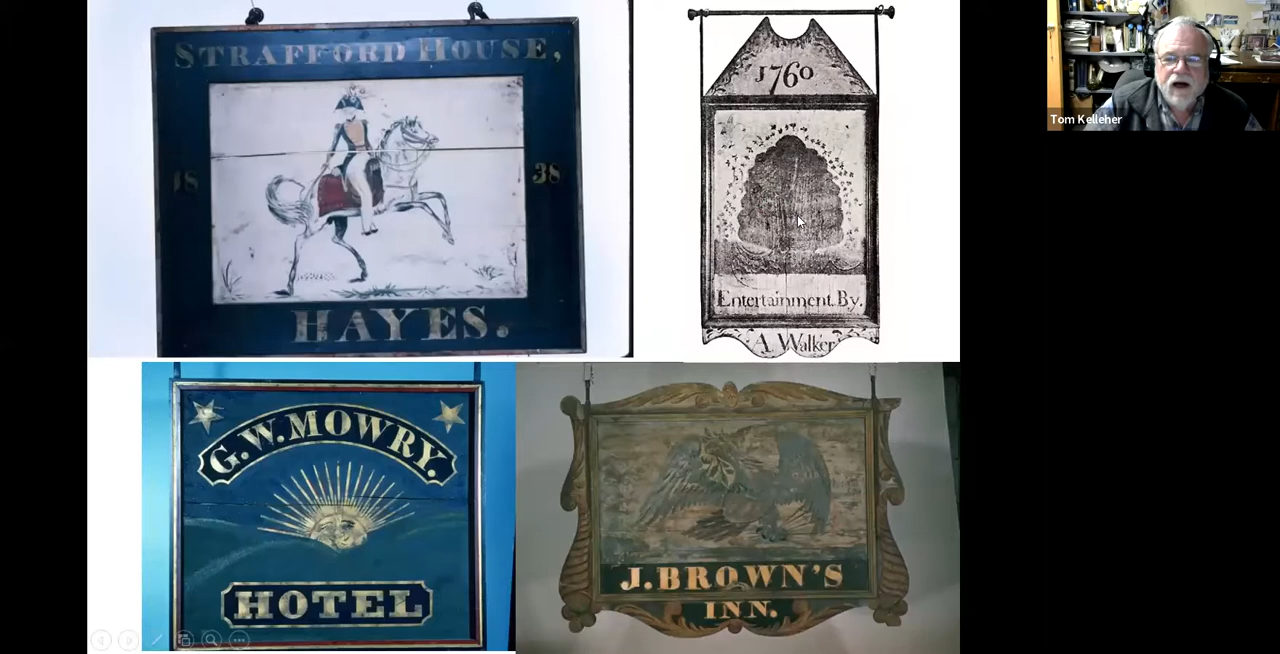 STRAFFORD HOUSE,
18 38
HAYES.
1760
Entertainment. By.
A Walker
Tom Kelleher
G.W. MOWRY.
HOTEL
J. BROWN'S
INN.